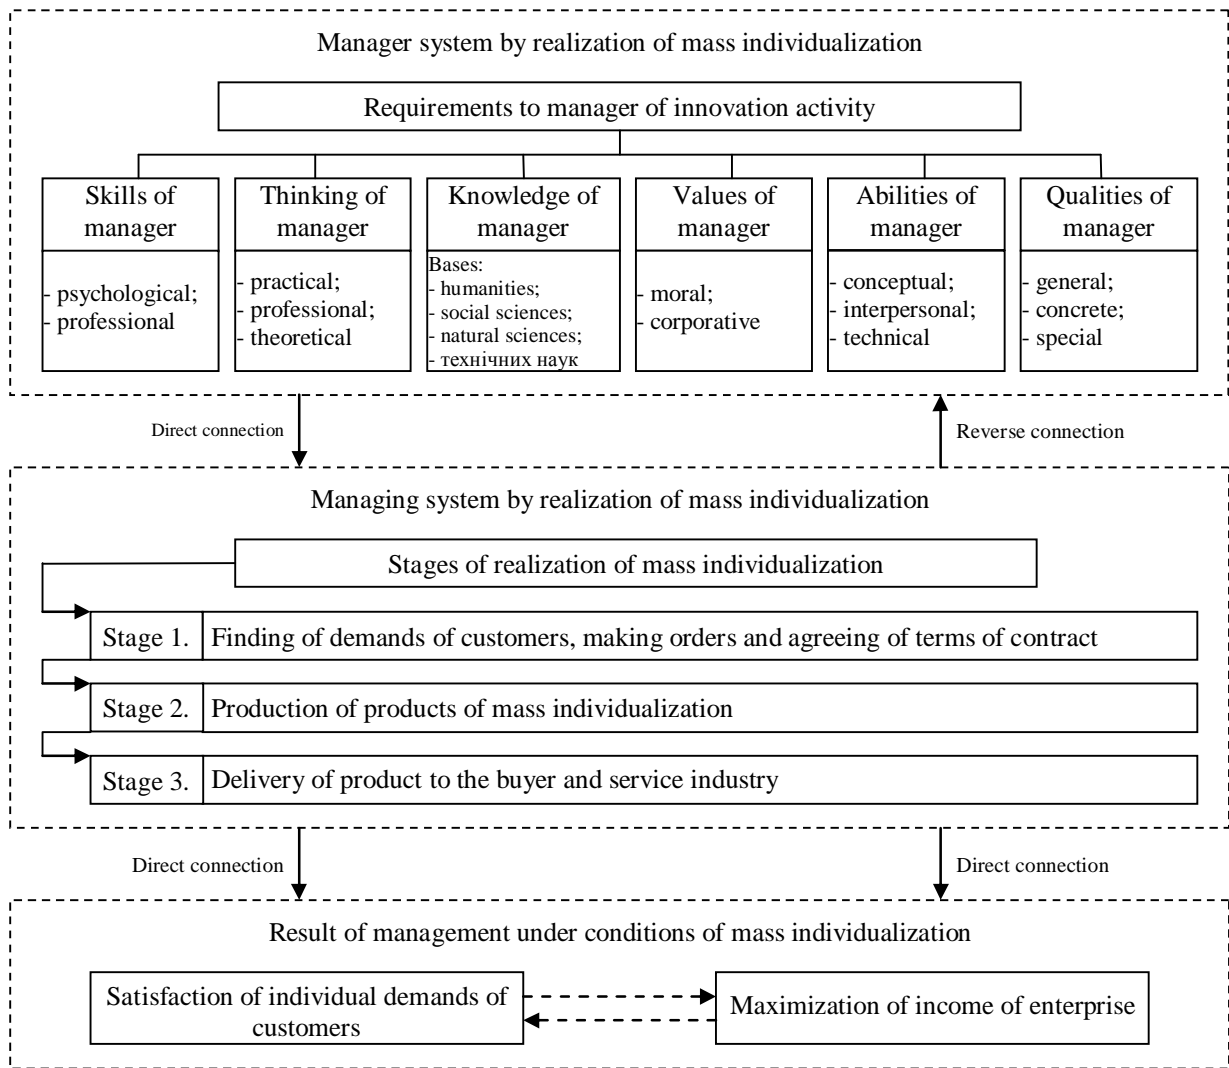 Manager system by realization of mass individualization
Requirements to manager of innovation activity
Skills of
manager
- psychological;
- professional
Thinking of
manager
- practical;
- professional;
- theoretical
Knowledge of
manager
Bases:
- humanities;
- social sciences;
- natural sciences;
- технічних наук
Values of
manager
- moral;
- corporative
Abilities of
manager
- conceptual;
- interpersonal;
- technical
Qualities of
manager
- general;
- concrete;
- special
Direct connection
Reverse connection
Managing system by realization of mass individualization
Stages of realization of mass individualization
Stage 1. Finding of demands of customers, making orders and agreeing of terms of contract
Stage 2. Production of products of mass individualization
Stage 3. Delivery of product to the buyer and service industry
Direct connection
Direct connection
Result of management under conditions of mass individualization
Satisfaction of individual demands of
customers
Maximization of income of enterprise